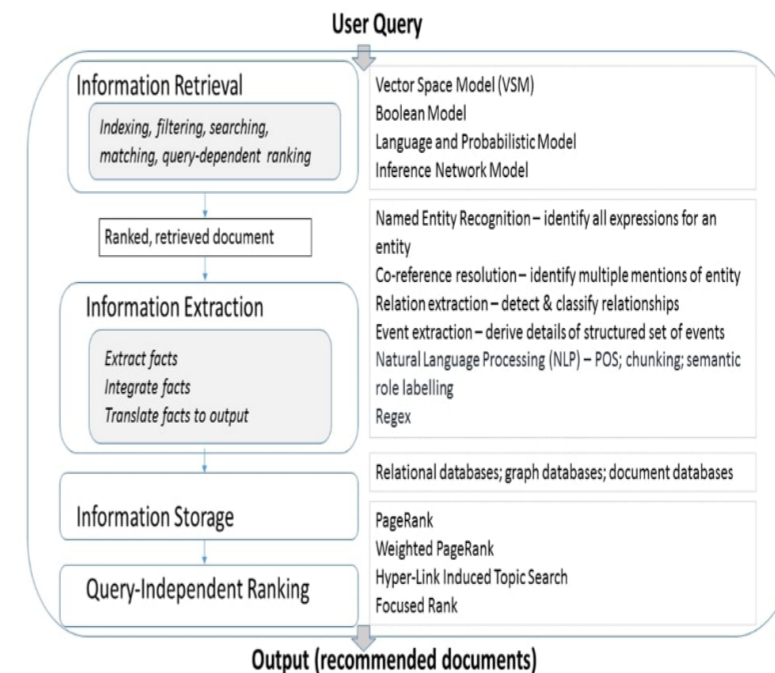 User Query
Information Retrieval
Indexing, filtering, searching,
matching, query-dependent ranking
Vector Space Model (VSM)
Boolean Model
Language and Probabilistic Model
Inference Network Model
Ranked, retrieved document
Information Extraction
Extract facts
Integrate facts
Translate facts to output
Named Entity Recognition – identify all expressions for an
entity
Co-reference resolution – identify multiple mentions of entity
Relation extraction – detect & classify relationships
Event extraction – derive details of structured set of events
Natural Language Processing (NLP) – POS; chunking; semantic
role labelling
Regex
Information Storage
Relational databases; graph databases; document databases
Query-Independent Ranking
PageRank
Weighted PageRank
Hyper-Link Induced Topic Search
Focused Rank
Output (recommended documents)